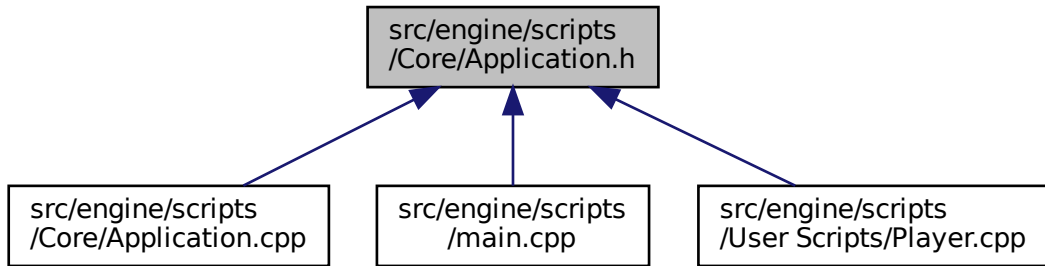 src/engine/scripts
/Core/Application.h
src/engine/scripts
/Core/Application.cpp
src/engine/scripts
/main.cpp
src/engine/scripts
/User Scripts/Player.cpp